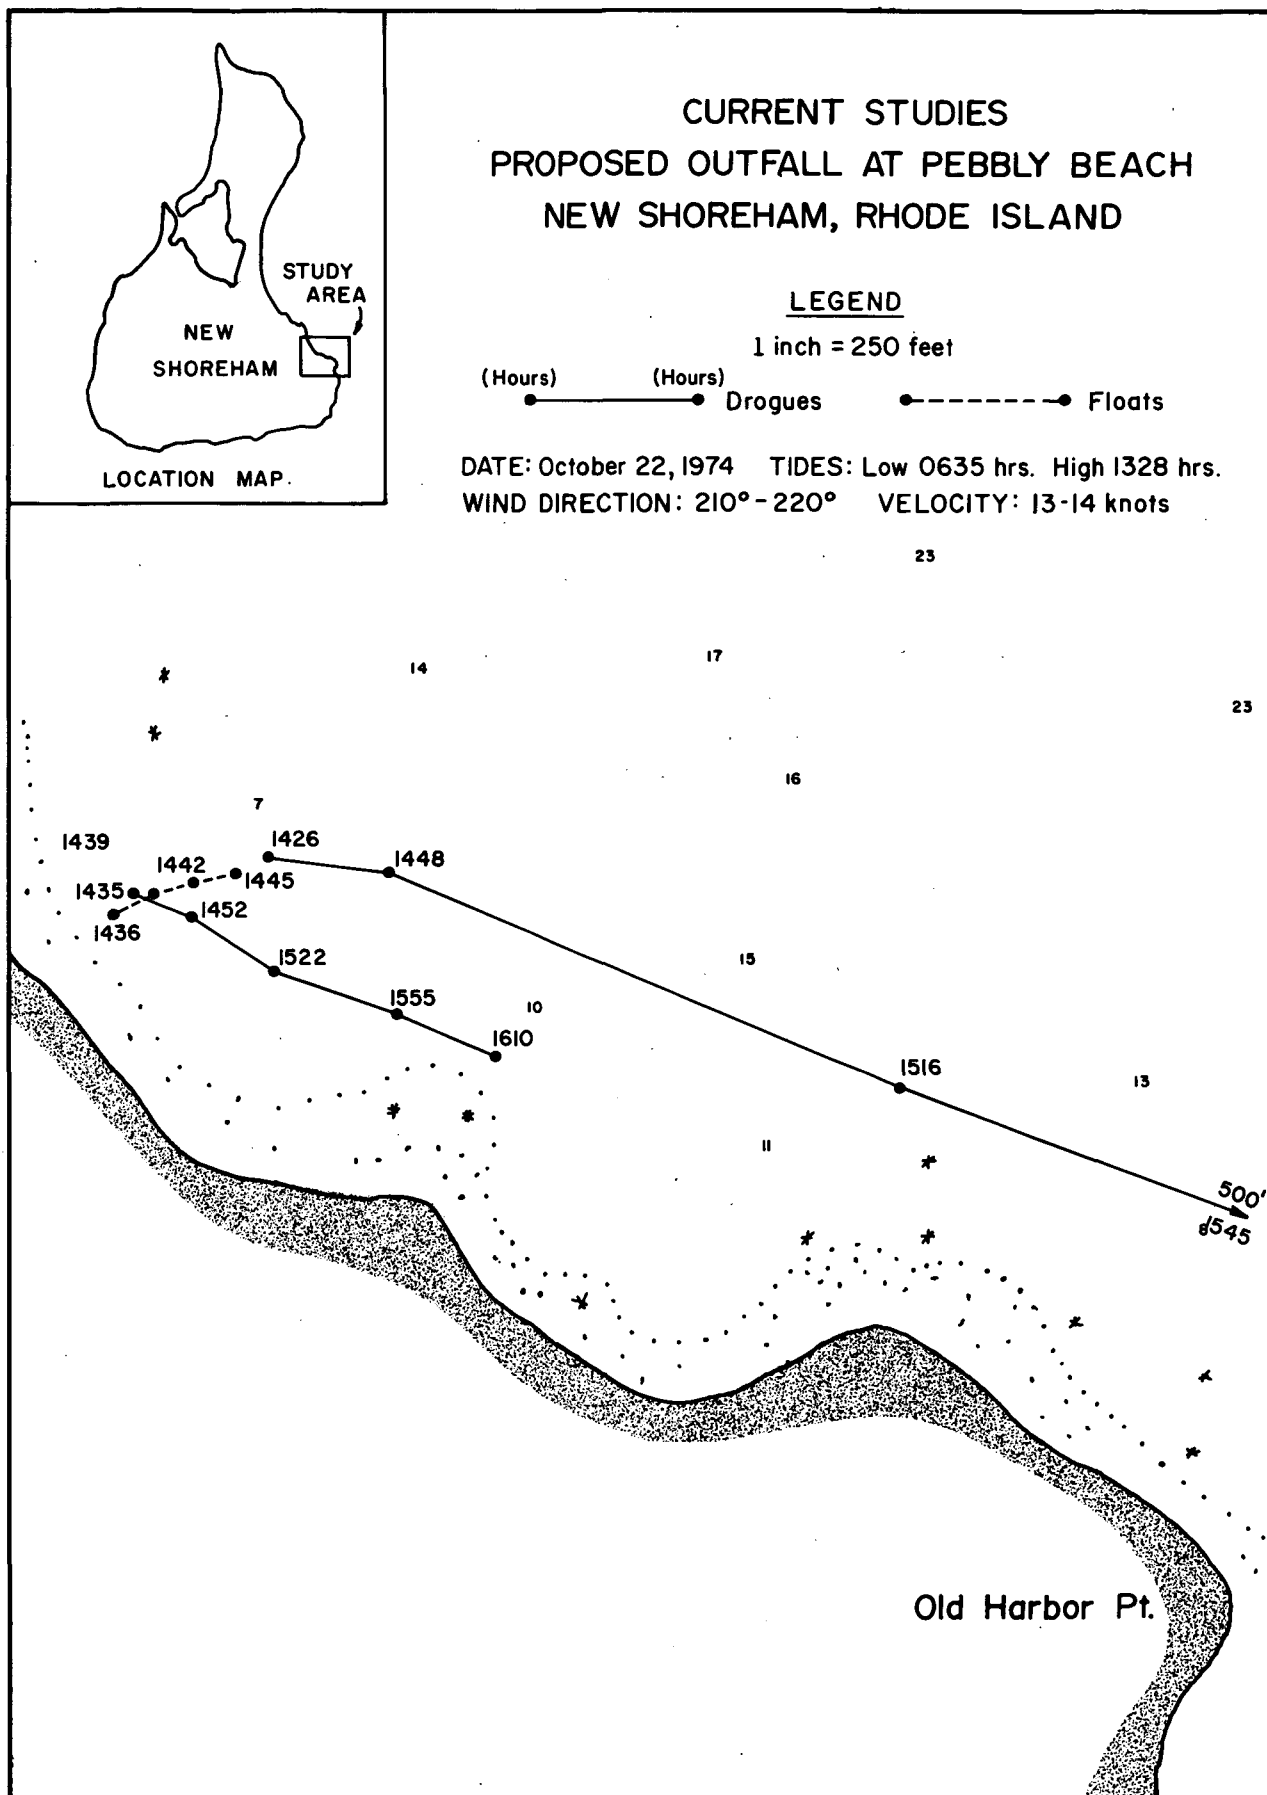 CURRENT STUDIES
PROPOSED OUTFALL AT PEBBLY BEACH
NEW SHOREHAM, RHODE ISLAND
STUDY
AREA
NEW
SHOREHAM
LOCATION MAP.
LEGEND
1 inch = 250 feet
(Hours) (Hours) Drogues Floats
DATE: October 22, 1974 TIDES: Low 0635 hrs. High 1328 hrs.
WIND DIRECTION: 210°-220° VELOCITY: 13-14 knots
23
17
14
23
16
7
1439
1426
1448
1442
1445
1435
1452
1436
1522
15
1555
10
1610
1516
13
11
500'
1545
Old Harbor Pt.